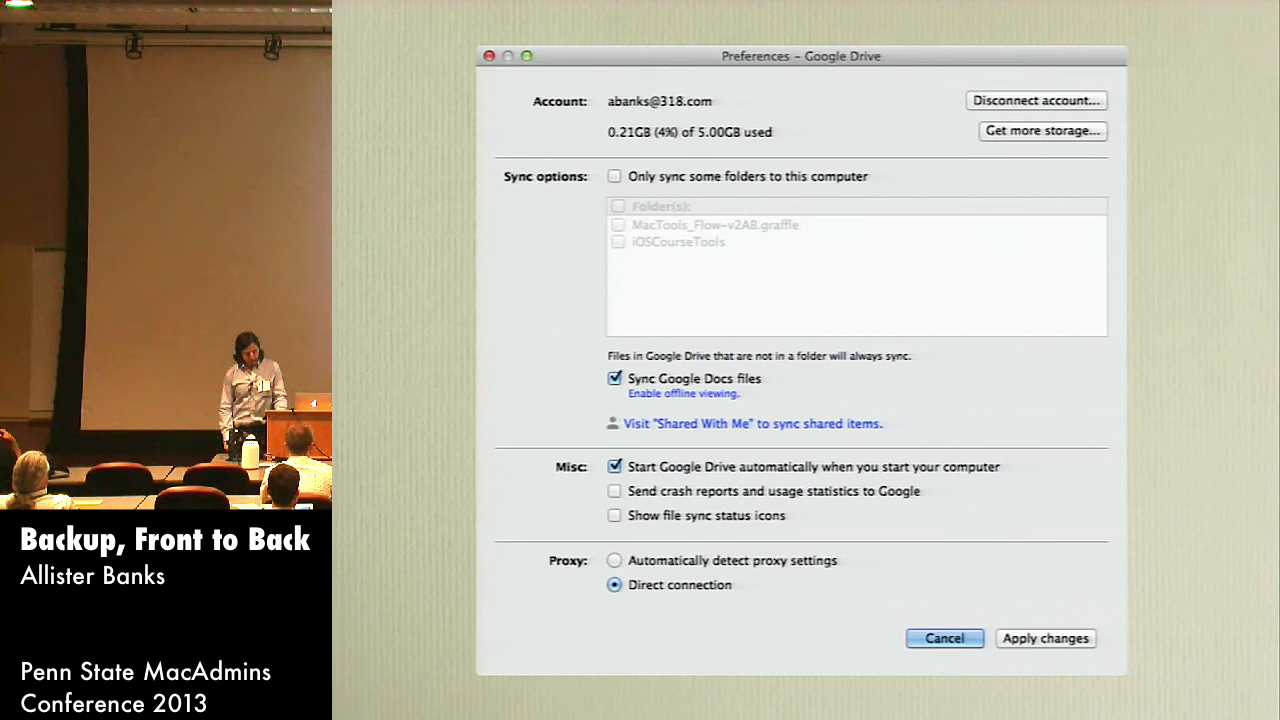 Preferences – Google Drive
Account: abanks@318.com
Disconnect account...
0.21GB (4%) of 5.00GB used
Get more storage...
Sync options: Only sync some folders to this computer
Folder(s):
MacTools_Flow-v2AB.graffle
iOSCourseTools
Files in Google Drive that are not in a folder will always sync.
Sync Google Docs files
Enable offline viewing.
Visit "Shared With Me" to sync shared items.
Misc: Start Google Drive automatically when you start your computer
Send crash reports and usage statistics to Google
Show file sync status icons
Proxy: Automatically detect proxy settings
Direct connection
Cancel
Apply changes
Backup, Front to Back
Allister Banks
Penn State MacAdmins
Conference 2013